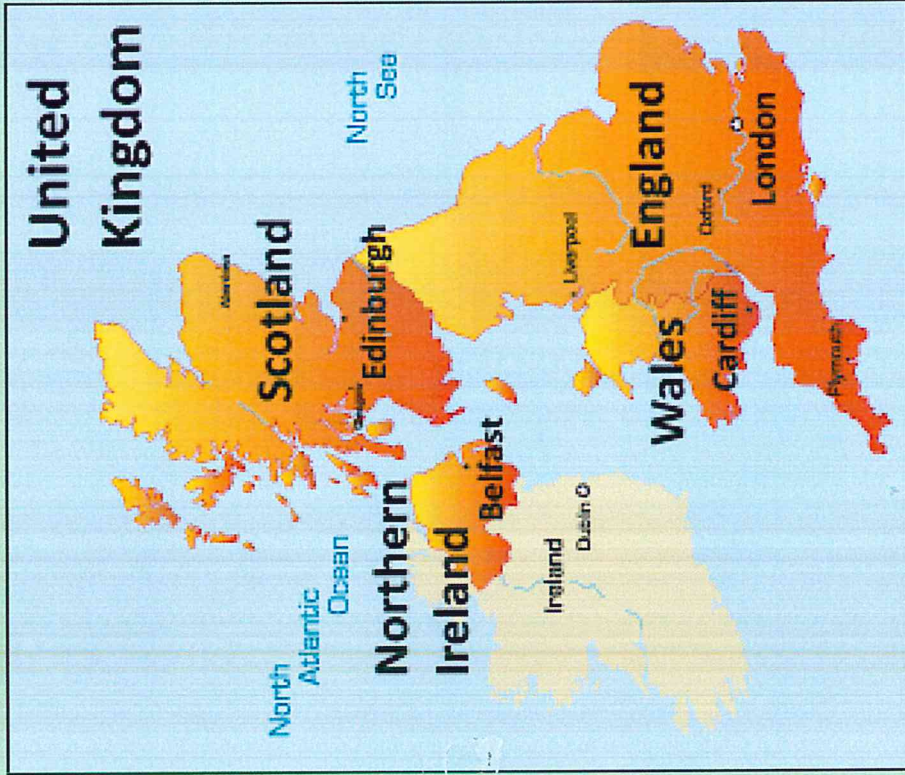 United
Kingdom
North
Sea
Scotland
Edinburgh
North
Atlantic
Ocean
Northern
Ireland
Belfast
Ireland
Dublin
Liverpool
England
Wales
Cardiff
Oxford
London
Plymouth